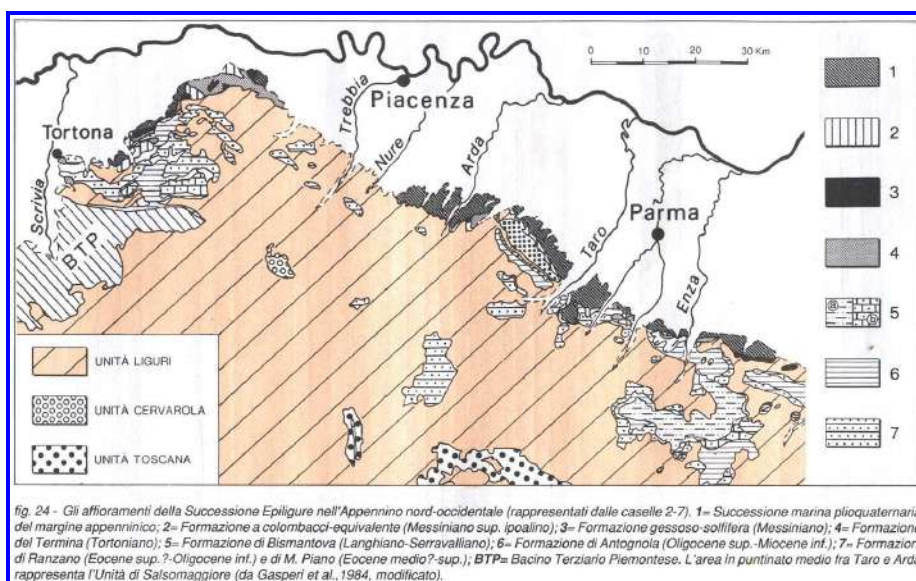 0 10 20 30 Km
Tortona
Scrivia
BTP
Trebbia
Piacenza
Nure
Arda
Taro
Parma
Enza
1
2
3
4
a
b
5
6
7
UNITÀ LIGURI
UNITÀ CERVAROLA
UNITÀ TOSCANA
fig. 24 - Gli affioramenti della Successione Epiligure nell'Appennino nord-occidentale (rappresentati dalle caselle 2-7). 1= Successione marina plioquaternaria
del margine appenninico; 2= Formazione a colombacci-equivalente (Messiniano sup. ipoalino); 3= Formazione gessoso-solfifera (Messiniano); 4= Formazione
del Termina (Tortoniano); 5= Formazione di Bismantova (Langhiano-Serravalliano); 6= Formazione di Antognola (Oligocene sup.-Miocene inf.); 7= Formazion
di Ranzano (Eocene sup.?-Oligocene inf.) e di M. Piano (Eocene medio?-sup.); BTP= Bacino Terziario Piemontese. L'area in puntinato medio fra Taro e Arda
rappresenta l'Unità di Salsomaggiore (da Gasperi et al., 1984, modificato).